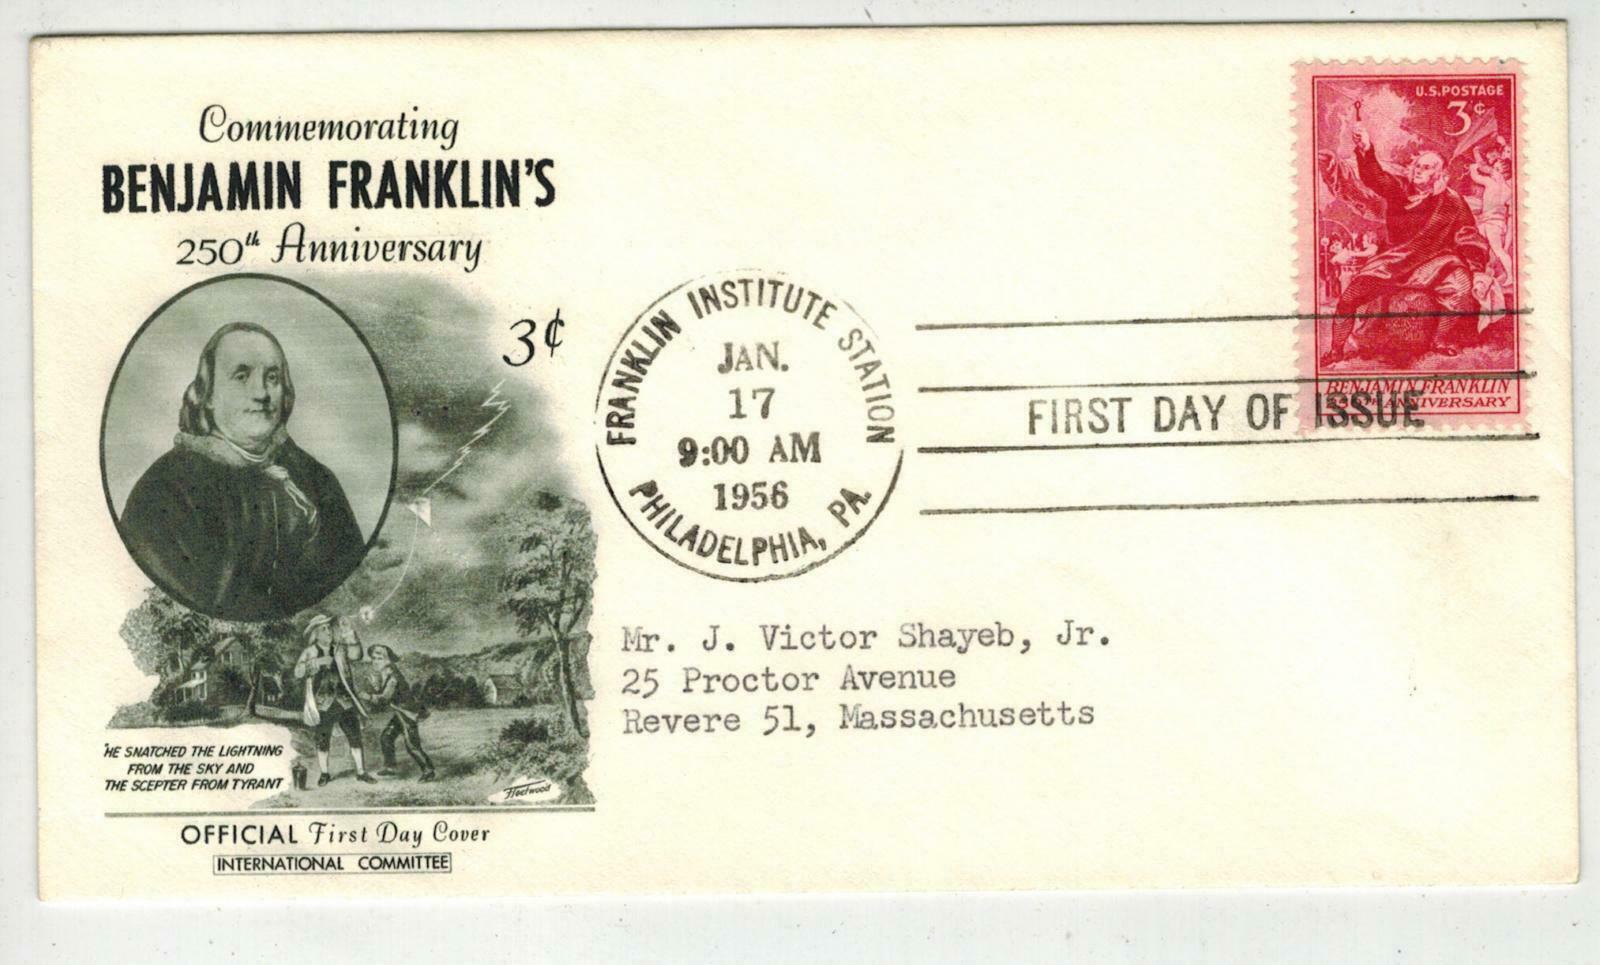 Commemorating
BENJAMIN FRANKLIN'S
250th Anniversary
3¢
U.S. POSTAGE
3¢
BENJAMIN FRANKLIN
250TH ANNIVERSARY
FRANKLIN INSTITUTE STATION
JAN.
17
9:00 AM
1956
PHILADELPHIA, PA.
FIRST DAY OF ISSUE
Mr. J. Victor Shayeb, Jr.
25 Proctor Avenue
Revere 51, Massachusetts
"HE SNATCHED THE LIGHTNING
FROM THE SKY AND
THE SCEPTER FROM TYRANT
Fleetwood
OFFICIAL First Day Cover
INTERNATIONAL COMMITTEE